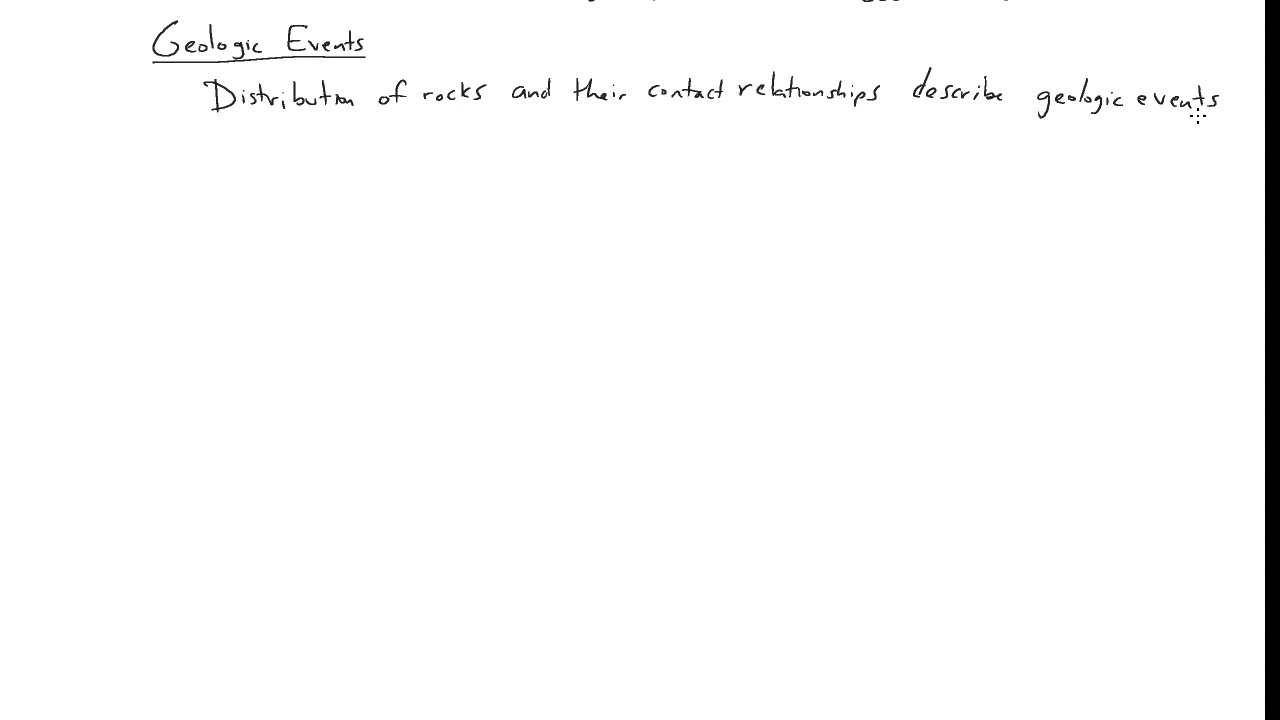 Geologic Events
Distribution of rocks and their contact relationships describe geologic events